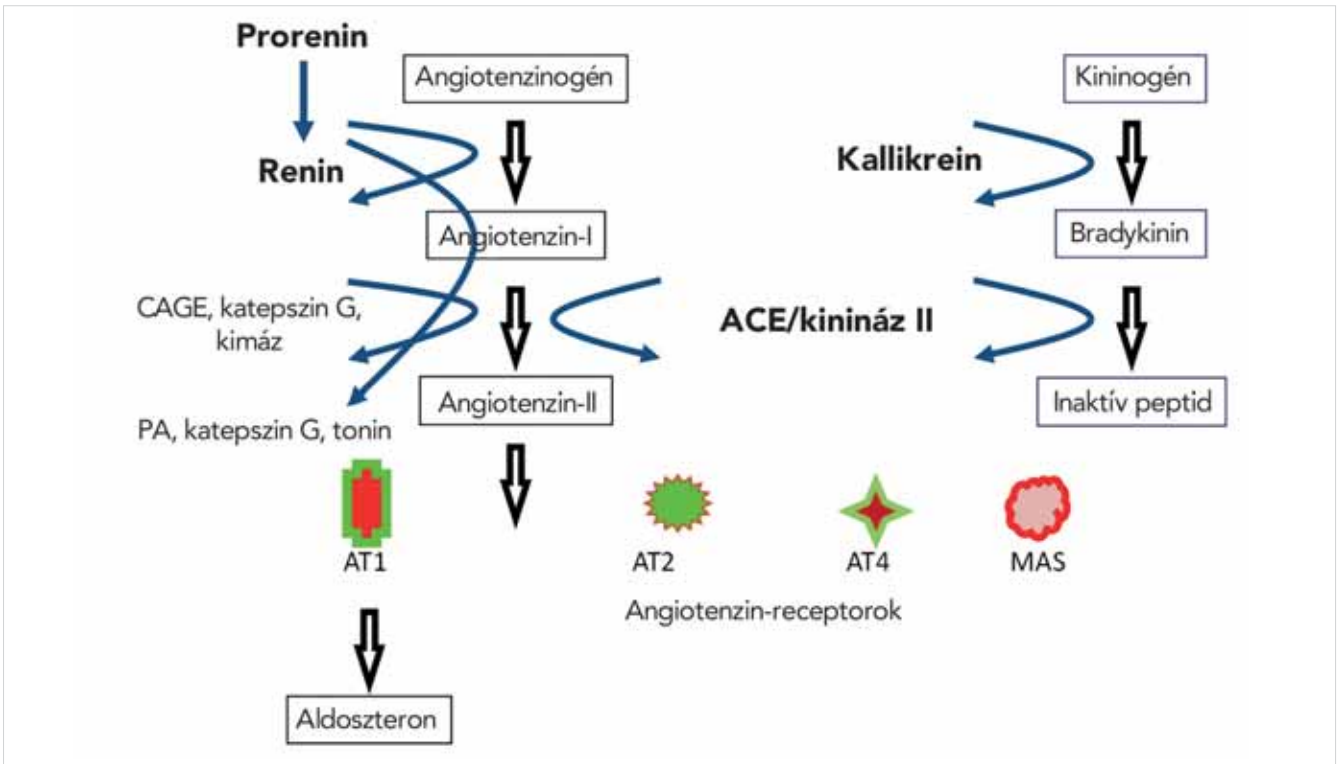 Prorenin
Angiotenzinogén
Kininogén
Renin
Kallikrein
Angiotenzin-I
Bradykinin
CAGE, katepszin G,
kimáz
ACE/kinináz II
Angiotenzin-II
Inaktív peptid
PA, katepszin G, tonin
AT1
AT2
AT4
MAS
Angiotenzin-receptorok
Aldoszteron